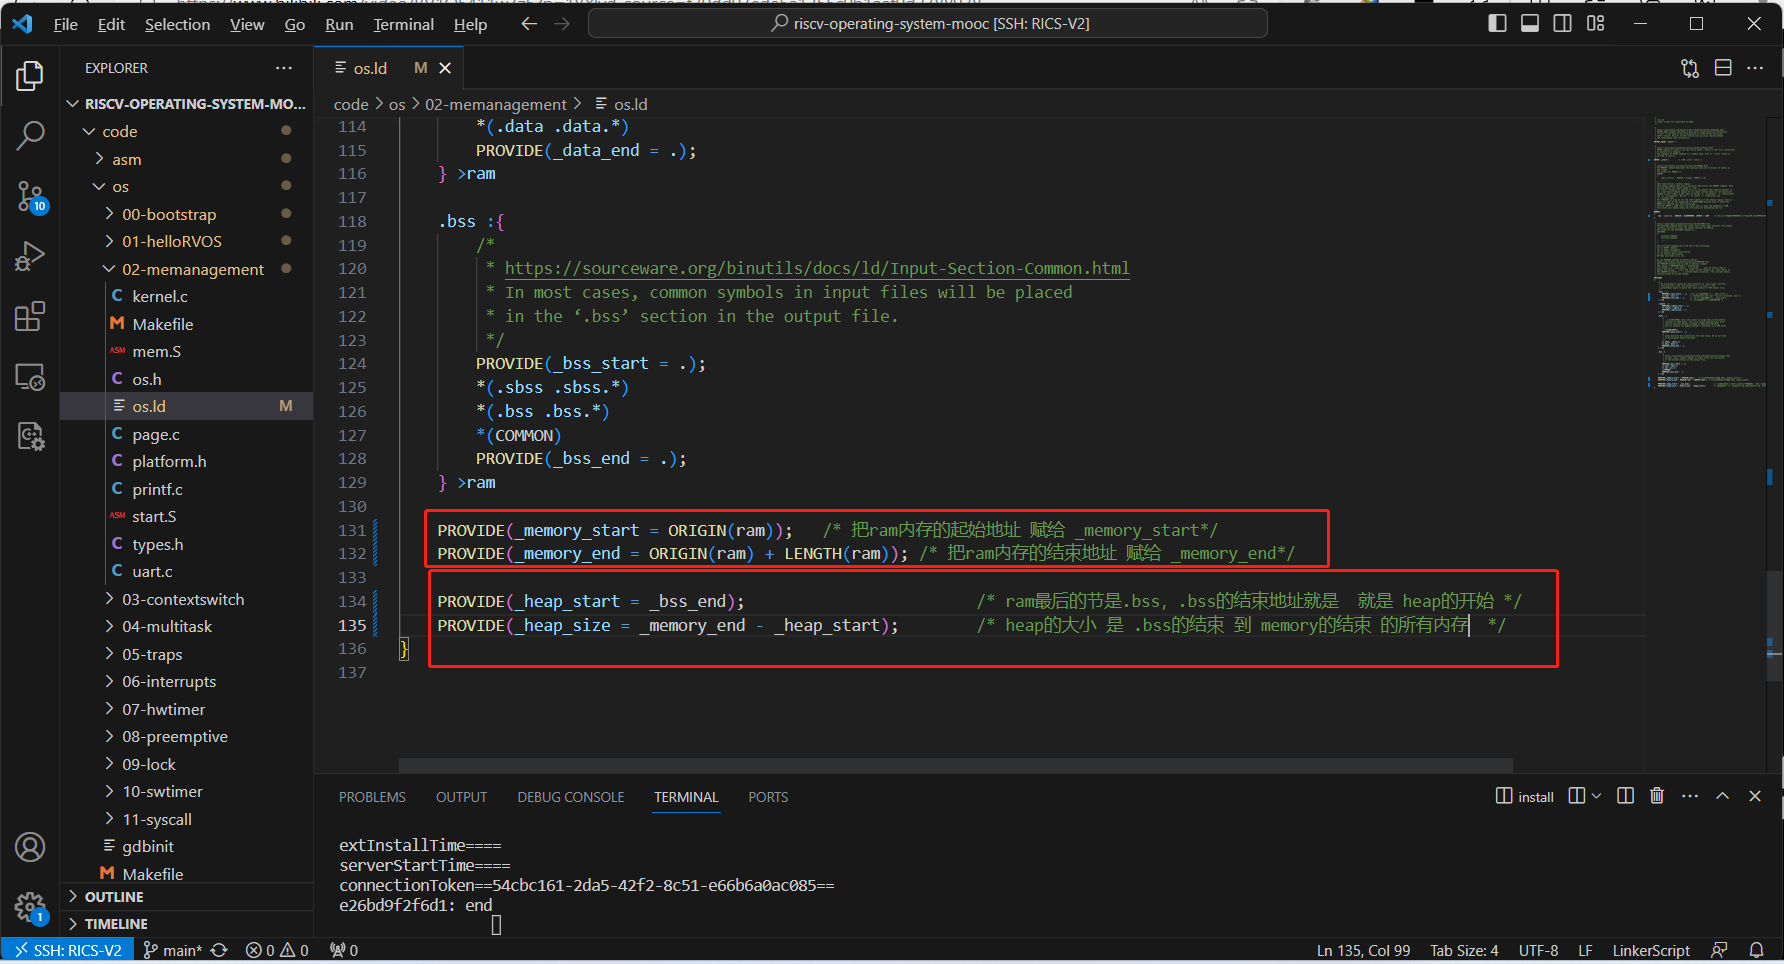 File Edit Selection View Go Run Terminal Help
riscv-operating-system-mooc [SSH: RICS-V2]
EXPLORER
os.ld M
RISCV-OPERATING-SYSTEM-MO...
code > os > 02-memanagement > os.ld
code
asm
os
00-bootstrap
01-helloRVOS
02-memanagement
C kernel.c
M Makefile
ASM mem.S
C os.h
os.ld M
C page.c
C platform.h
C printf.c
ASM start.S
C types.h
C uart.c
03-contextswitch
04-multitask
05-traps
06-interrupts
07-hwtimer
08-preemptive
09-lock
10-swtimer
11-syscall
gdbinit
M Makefile
OUTLINE
TIMELINE
10
1
114 *(.data .data.*)
115 PROVIDE(_data_end = .);
116 } >ram
117
118 .bss :{
119 /*
120 * https://sourceware.org/binutils/docs/ld/Input-Section-Common.html
121 * In most cases, common symbols in input files will be placed
122 * in the ‘.bss’ section in the output file.
123 */
124 PROVIDE(_bss_start = .);
125 *(.sbss .sbss.*)
126 *(.bss .bss.*)
127 *(COMMON)
128 PROVIDE(_bss_end = .);
129 } >ram
130
131 PROVIDE(_memory_start = ORIGIN(ram)); /* 把ram内存的起始地址 赋给 _memory_start*/
132 PROVIDE(_memory_end = ORIGIN(ram) + LENGTH(ram)); /* 把ram内存的结束地址 赋给 _memory_end*/
133
134 PROVIDE(_heap_start = _bss_end); /* ram最后的节是.bss, .bss的结束地址就是 就是 heap的开始 */
135 PROVIDE(_heap_size = _memory_end - _heap_start); /* heap的大小 是 .bss的结束 到 memory的结束 的所有内存 */
136 }
137
PROBLEMS OUTPUT DEBUG CONSOLE TERMINAL PORTS
install
extInstallTime====
serverStartTime====
connectionToken==54cbc161-2da5-42f2-8c51-e66b6a0ac085==
e26bd9f2f6d1: end
SSH: RICS-V2 main* 0 0 0
Ln 135, Col 99 Tab Size: 4 UTF-8 LF LinkerScript